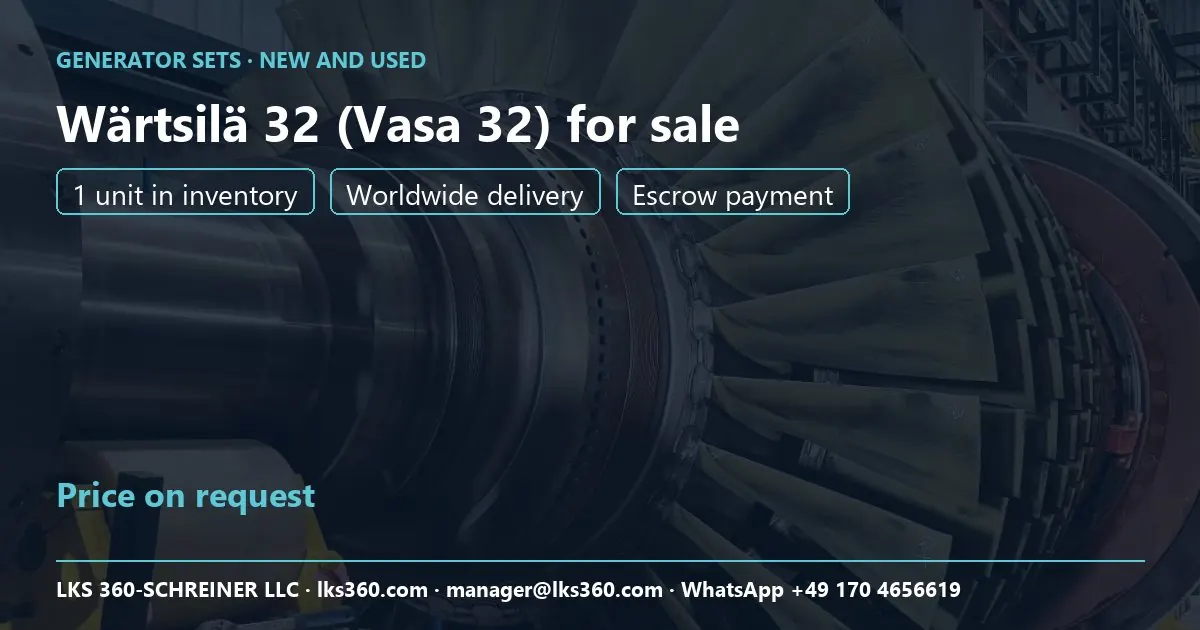 GENERATOR SETS · NEW AND USED
Wärtsilä 32 (Vasa 32) for sale
1 unit in inventory
Worldwide delivery
Escrow payment
Price on request
LKS 360-SCHREINER LLC · lks360.com · manager@lks360.com · WhatsApp +49 170 4656619